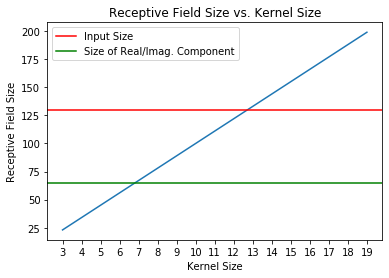 Receptive Field Size vs. Kernel Size
Input Size
Size of Real/Imag. Component
Receptive Field Size
200
175
150
125
100
75
50
25
3 4 5 6 7 8 9 10 11 12 13 14 15 16 17 18 19
Kernel Size